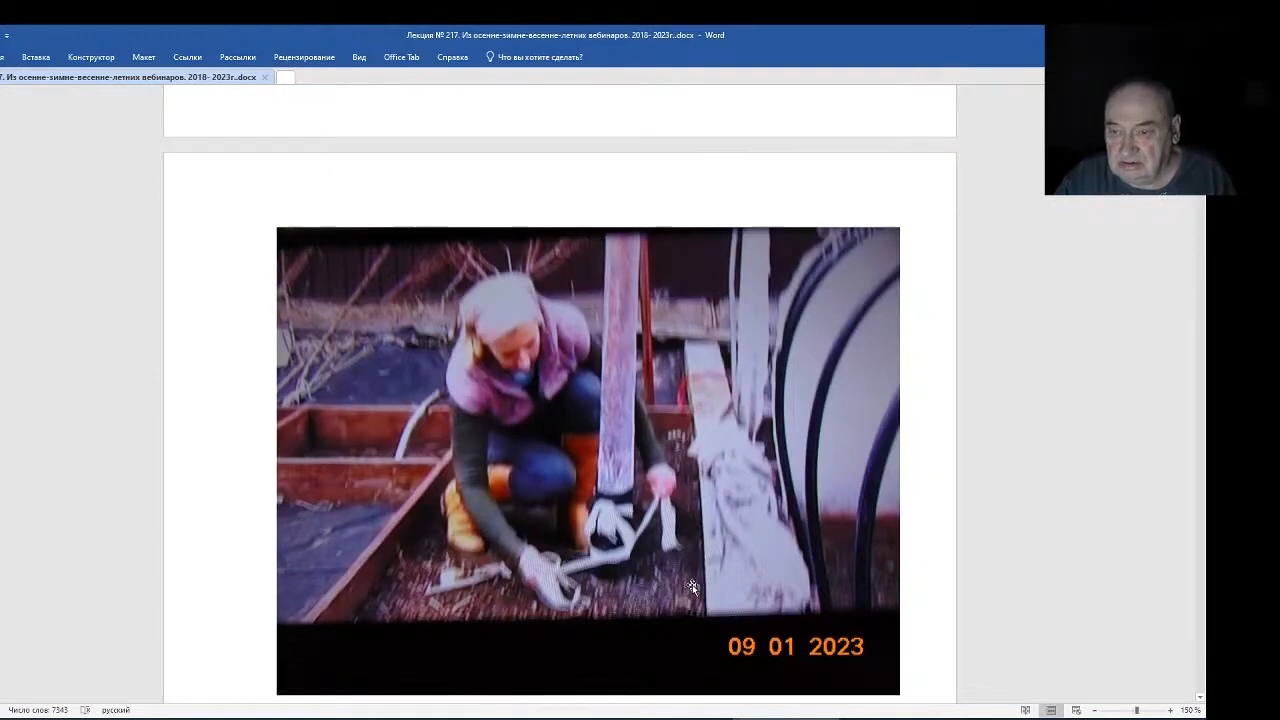 Лекция № 217. Из осенне-зимне-весенне-летних вебинаров. 2018- 2023г..docx - Word
я Вставка Конструктор Макет Ссылки Рассылки Рецензирование Вид Office Tab Справка Что вы хотите сделать?
7. Из осенне-зимне-весенне-летних вебинаров. 2018- 2023г..docx
09 01 2023
Число слов: 7343 русский 150 %